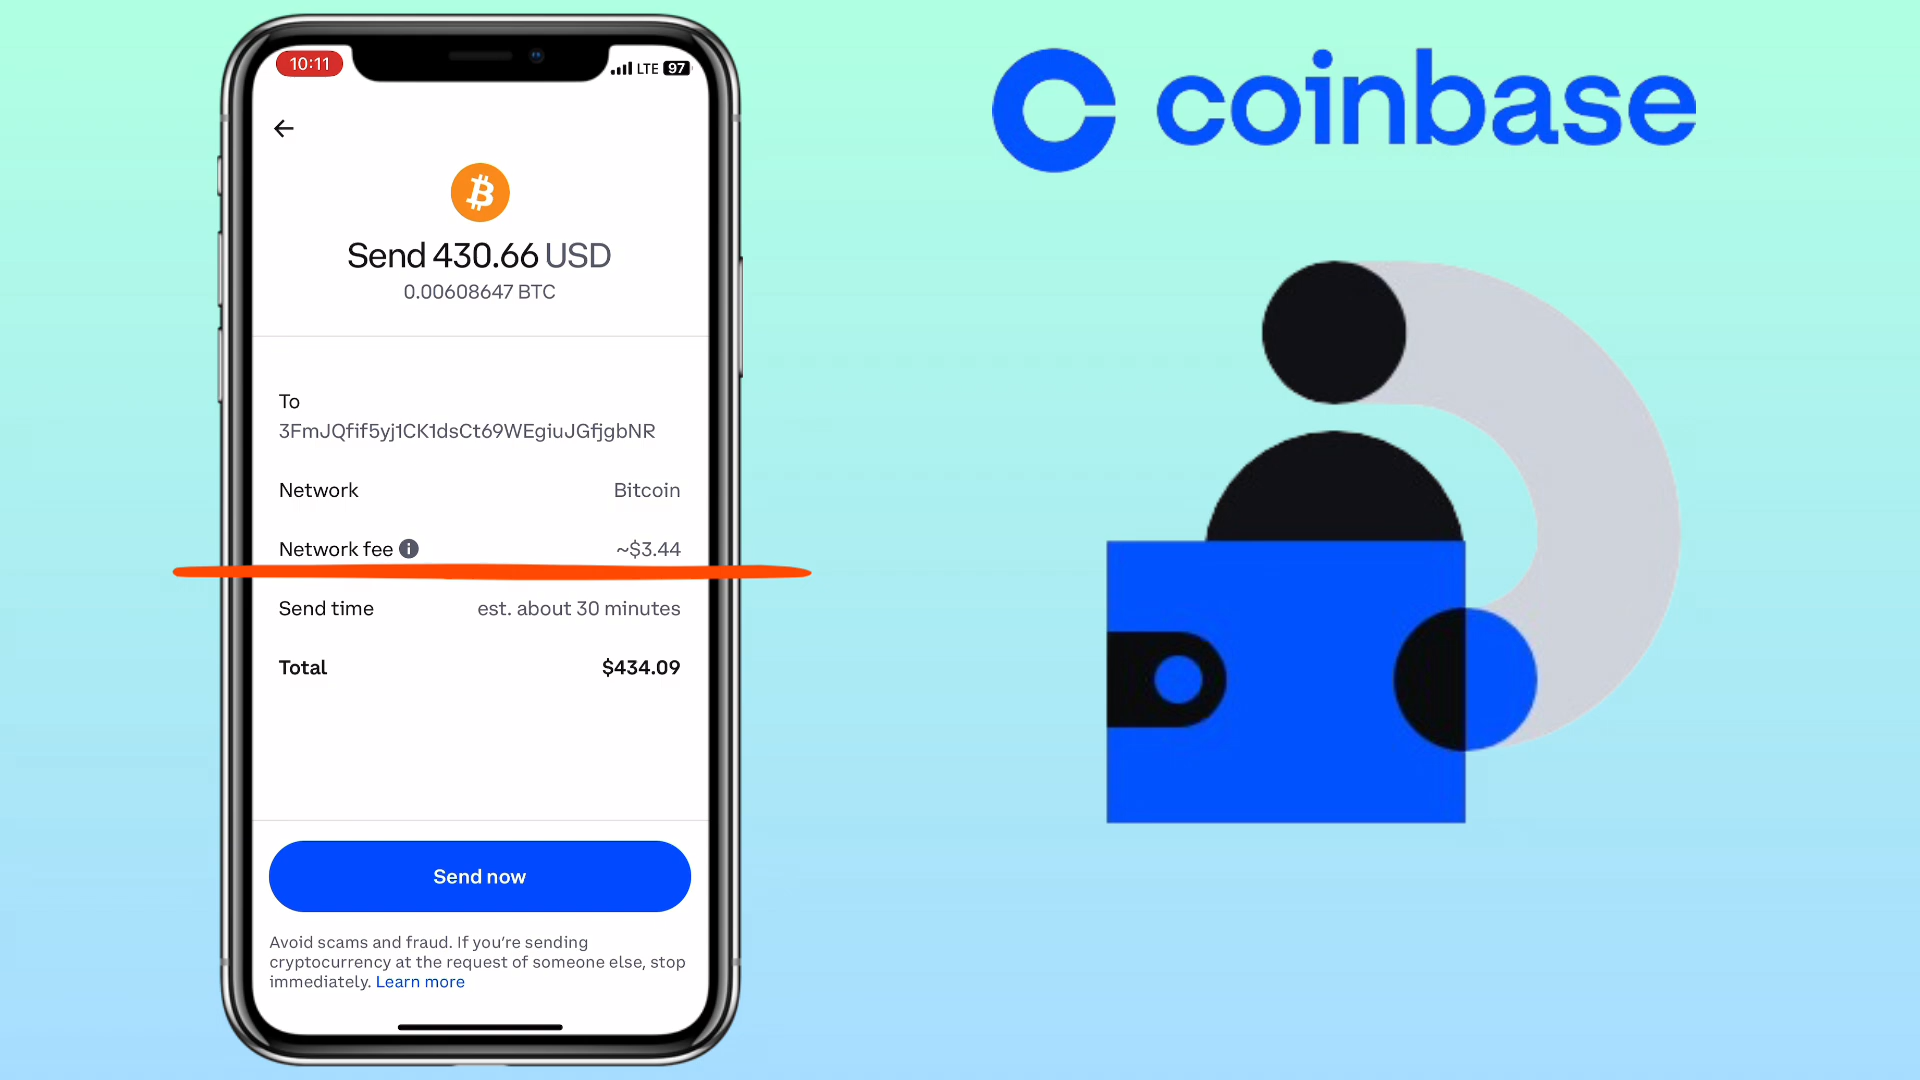 10:11
LTE 97
Send 430.66 USD
0.00608647 BTC
To
3FmJQfif5yj1CK1dsCt69WEgiuJGfjgbNR
Network Bitcoin
Network fee ~$3.44
Send time est. about 30 minutes
Total $434.09
Send now
Avoid scams and fraud. If you're sending
cryptocurrency at the request of someone else, stop
immediately. Learn more
coinbase